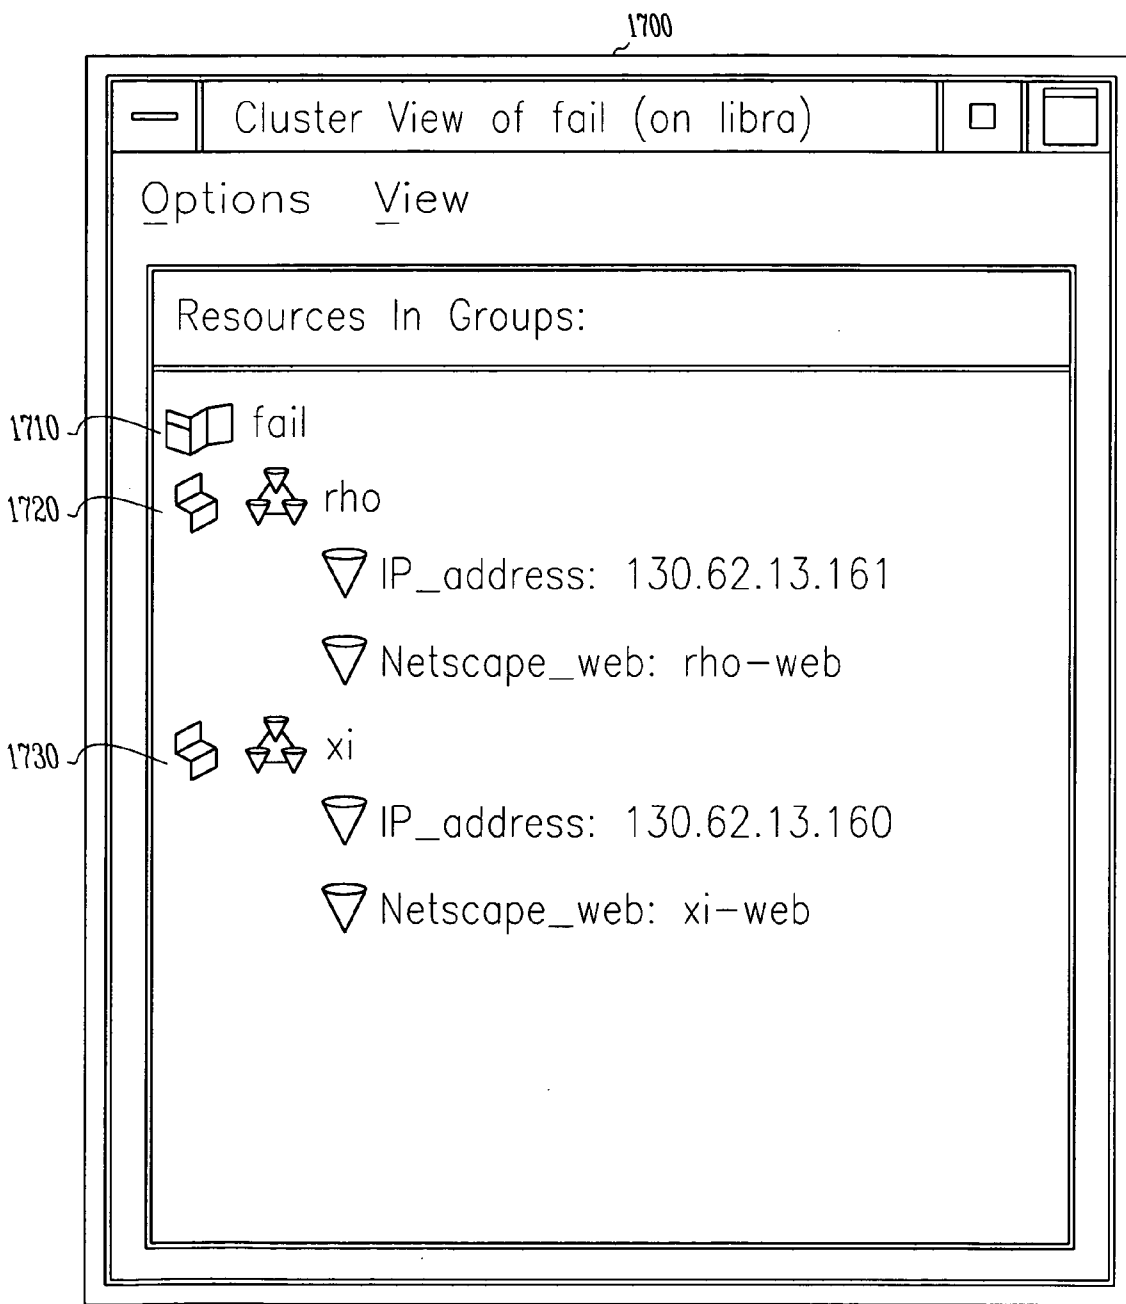 1700
Cluster View of fail (on libra)
Options View
Resources In Groups:
1710 fail
1720 rho
IP_address: 130.62.13.161
Netscape_web: rho-web
1730 xi
IP_address: 130.62.13.160
Netscape_web: xi-web